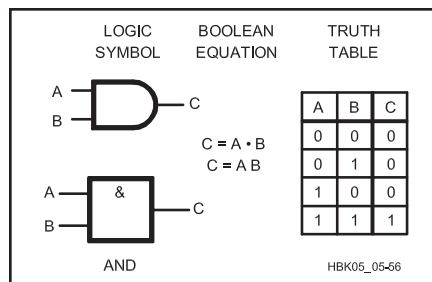 LOGIC SYMBOL
BOOLEAN EQUATION
TRUTH TABLE
A
B
C
C = A • B
C = A B
A B C
0 0 0
0 1 0
1 0 0
1 1 1
A
B
&
C
AND
HBK05_05-56